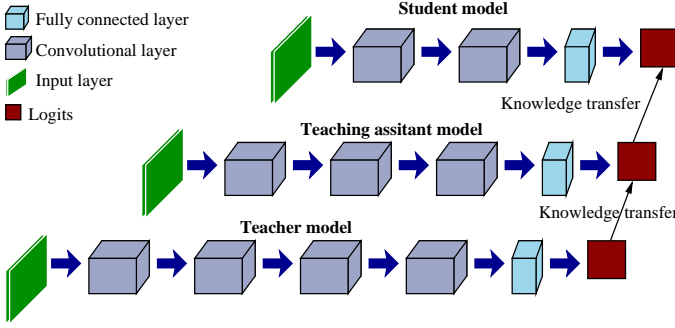 Fully connected layer
Convolutional layer
Input layer
Logits
Student model
Knowledge transfer
Teaching assitant model
Knowledge transfer
Teacher model